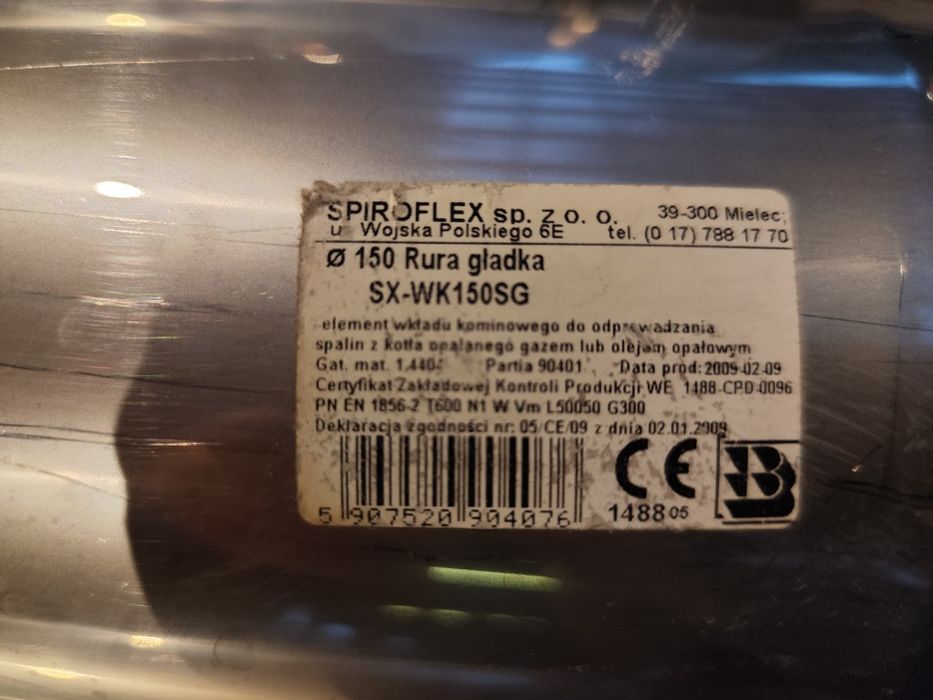 SPIROFLEX sp. z o. o. 39-300 Mielec;
Wojska Polskiego 6E tel. (0 17) 788 17 70
Ø 150 Rura gładka
SX-WK150SG
element wkładu kominowego do odprowadzania
spalin z kotła opalanego gazem lub olejem opałowym
Gat. mat. Partia 90401 Data prod: 2009-02-09
Certyfikat Zakładowej Kontroli Produkcji WE 1488-CPD-0096
PN EN 1856-2 T600 N1 W Vm L50050 G300
Deklaracja zgodności nr: 05/CE/09 z dnia 02.01.2009
CE B
5 907520 904076 1488 05